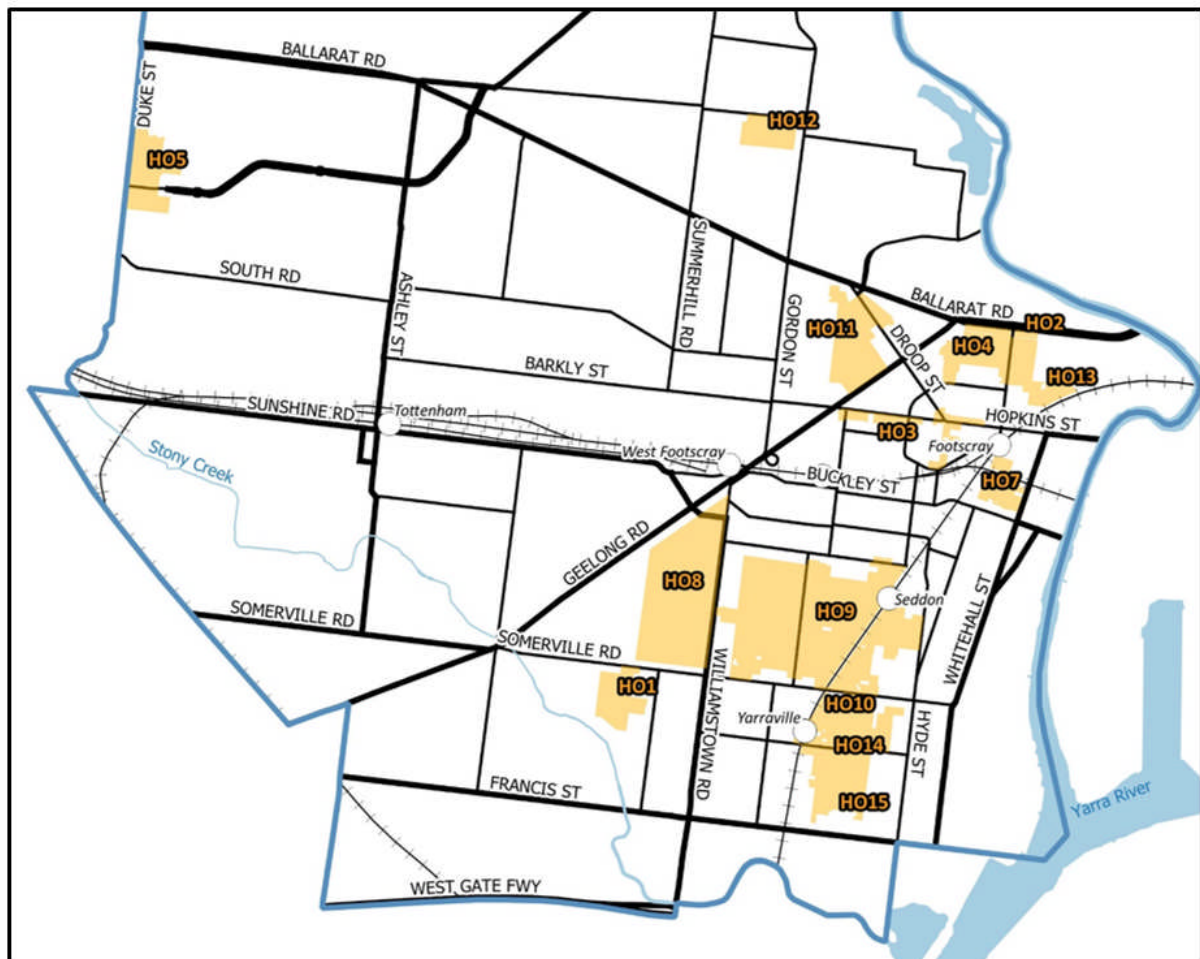 BALLARAT RD
DUKE ST
HO12
HO5
SUMMERHILL RD
SOUTH RD
ASHLEY ST
GORDON ST
BALLARAT RD
HO2
HO11
DROOP ST
HO4
BARKLY ST
HO13
SUNSHINE RD
Tottenham
HOPKINS ST
HO3
Stony Creek
West Footscray
Footscray
BUCKLEY ST
HO7
GEELONG RD
HO8
HO9
Seddon
WHITEHALL ST
SOMERVILLE RD
SOMERVILLE RD
WILLIAMSTOWN RD
HO1
HO10
Yarraville
HYDE ST
HO14
FRANCIS ST
HO15
Yarra River
WEST GATE FWY